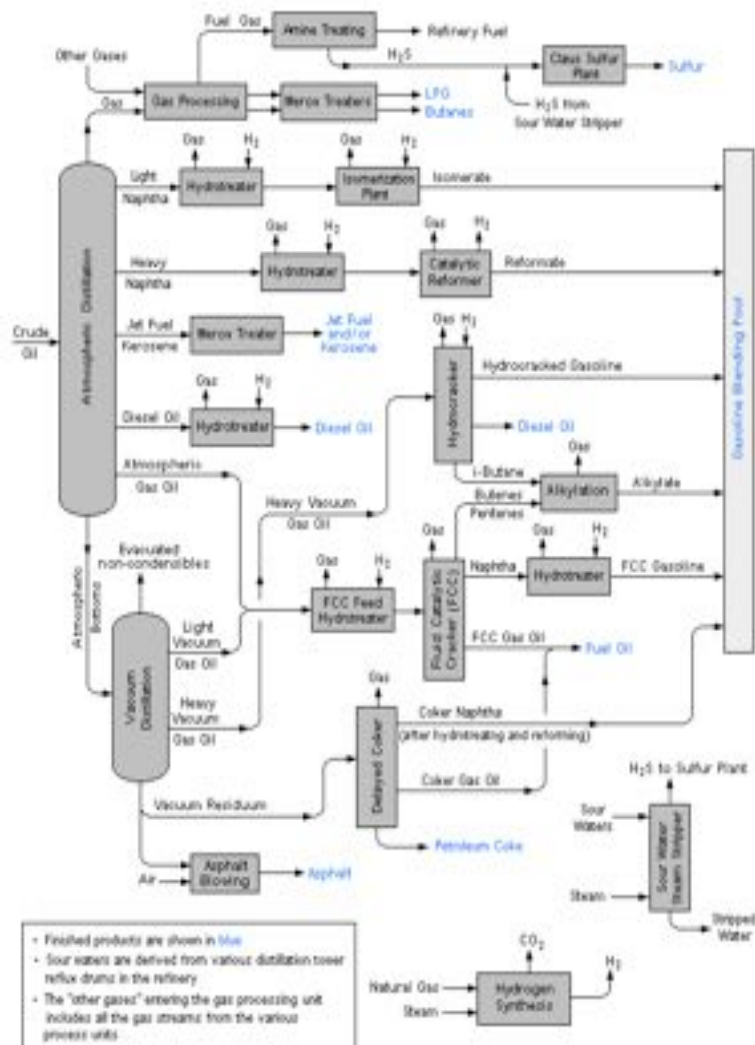 Fuel Gas
Amine Treating
Refinery Fuel
Other Gases
H₂S
Claus Sulfur
Plant
Sulfur
Gas
Gas Processing
Merox Treaters
LPG
Butanes
H₂S from
Sour Water Stripper
Gas
H₂
Gas
H₂
Light
Naphtha
Hydrotreater
Isomerization
Plant
Isomerate
Gas
H₂
Gas
H₂
Heavy
Naphtha
Hydrotreater
Catalytic
Reformer
Reformate
Crude
Oil
Atmospheric Distillation
Jet Fuel
Kerosene
Merox Treater
Jet Fuel
and/or
Kerosene
Gas
H₂
Hydrocracker
Hydrocracked Gasoline
Gasoline Blending Pool
Gas
H₂
Diesel Oil
Hydrotreater
Diesel Oil
Diesel Oil
Atmospheric
Gas Oil
i-Butane
Gas
Butenes
Pentenes
Alkylation
Alkylate
Heavy Vacuum
Gas Oil
Atmospheric
Bottoms
Evacuated
non-condensibles
Gas
H₂
FCC Feed
Hydrotreater
Gas
Fluid Catalytic
Cracker (FCC)
Naphtha
Gas
H₂
Hydrotreater
FCC Gasoline
Light
Vacuum
Gas Oil
FCC Gas Oil
Fuel Oil
Vacuum
Distillation
Heavy
Vacuum
Gas Oil
Gas
Delayed Coker
Coker Naphtha
(after hydrotreating and reforming)
Coker Gas Oil
Vacuum Residuum
Petroleum Coke
Air
Asphalt
Blowing
Asphalt
H₂S to Sulfur Plant
Sour
Waters
Sour Water
Steam Stripper
Steam
Stripped
Water
CO₂
H₂
Natural Gas
Steam
Hydrogen
Synthesis
• Finished products are shown in blue
• Sour waters are derived from various distillation tower
reflux drums in the refinery
• The "other gases" entering the gas processing unit
includes all the gas streams from the various
process units